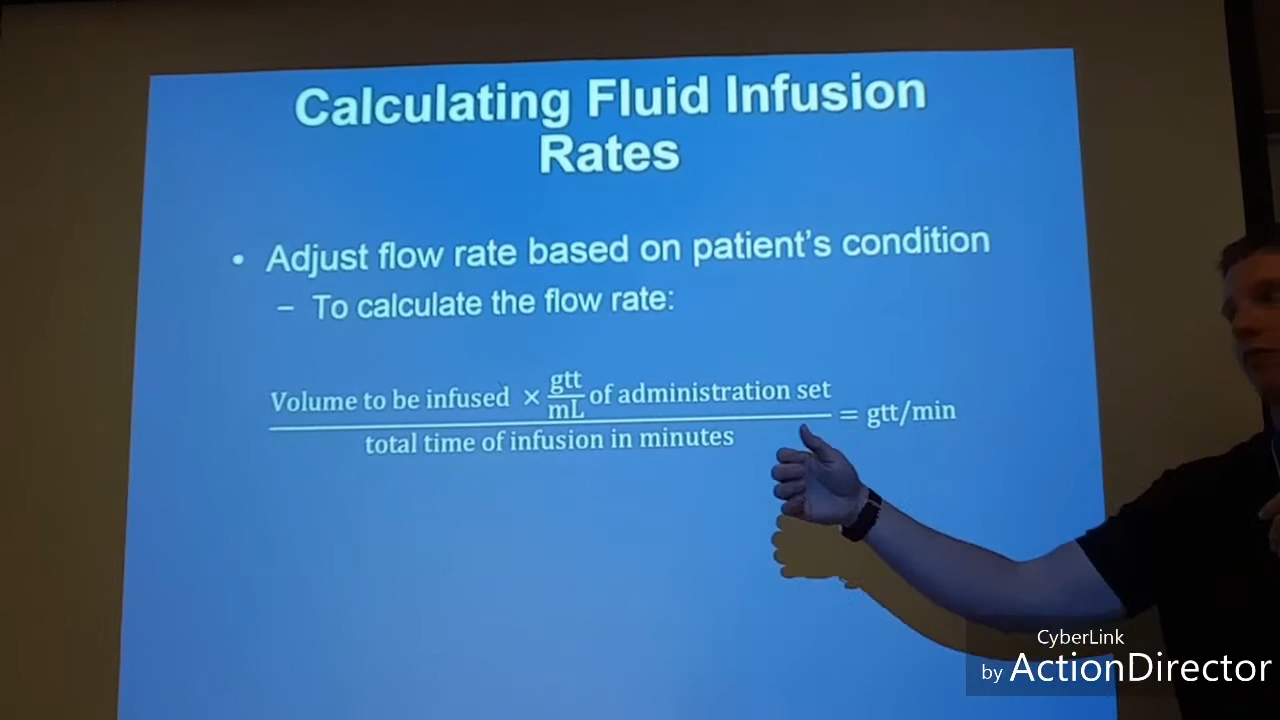 Calculating Fluid Infusion
Rates
• Adjust flow rate based on patient's condition
– To calculate the flow rate:
Volume to be infused × gtt/mL of administration set
total time of infusion in minutes
= gtt/min
CyberLink
by ActionDirector